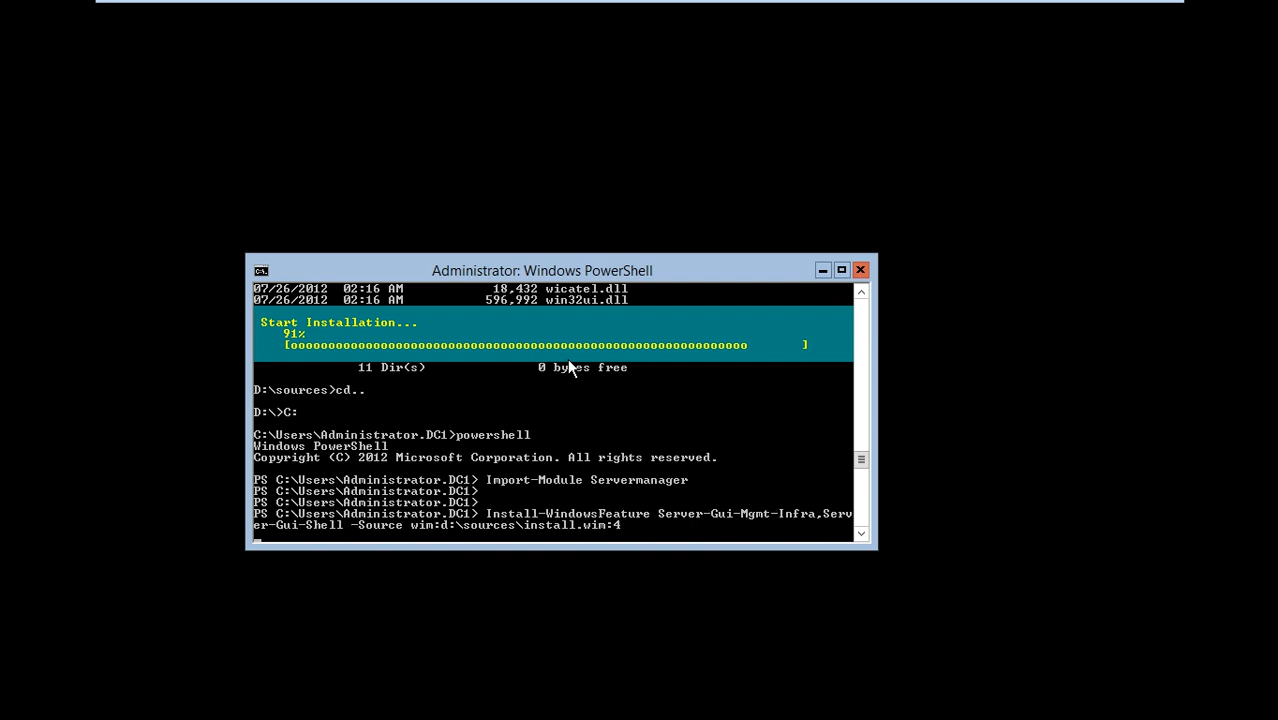 Administrator: Windows PowerShell
07/26/2012  02:16 AM            18,432 wicatel.dll
07/26/2012  02:16 AM           596,992 win32ui.dll
Start Installation...
91%
[oooooooooooooooooooooooooooooooooooooooooooooooooooooooooooooo        ]
11 Dir(s)               0 bytes free
D:\sources>cd..
D:\>C:
C:\Users\Administrator.DC1>powershell
Windows PowerShell
Copyright (C) 2012 Microsoft Corporation. All rights reserved.
PS C:\Users\Administrator.DC1> Import-Module Servermanager
PS C:\Users\Administrator.DC1>
PS C:\Users\Administrator.DC1>
PS C:\Users\Administrator.DC1> Install-WindowsFeature Server-Gui-Mgmt-Infra,Serv
er-Gui-Shell -Source wim:d:\sources\install.wim:4